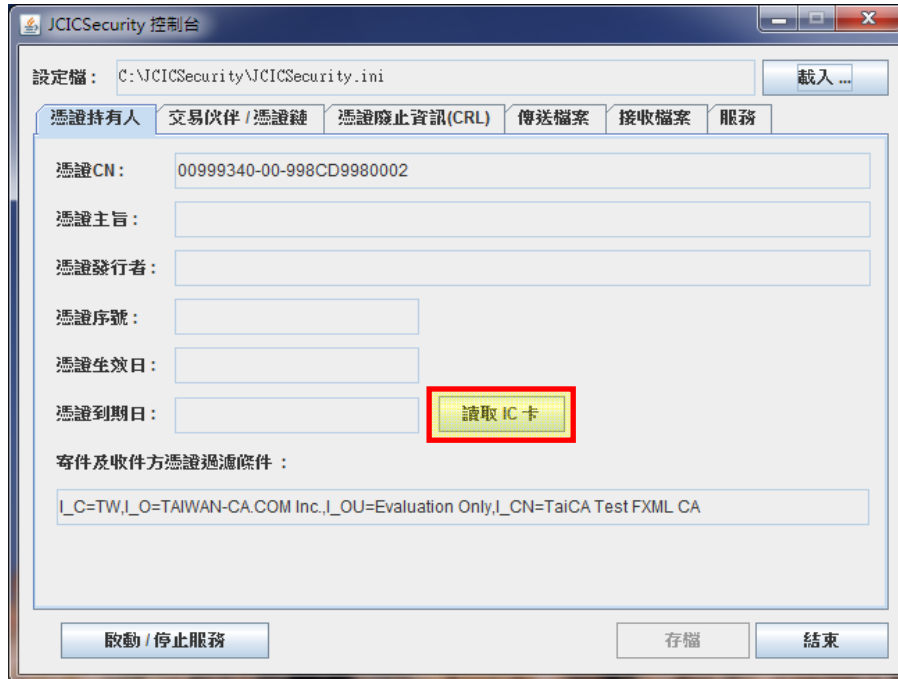 JCICSecurity 控制台
設定檔： C:\JCICSecurity\JCICSecurity.ini 載入 ...
憑證持有人 交易伙伴 / 憑證鏈 憑證廢止資訊(CRL) 傳送檔案 接收檔案 服務
憑證CN： 00999340-00-998CD9980002
憑證主旨：
憑證發行者：
憑證序號：
憑證生效日：
憑證到期日： 讀取 IC 卡
寄件及收件方憑證過濾條件 ：
I_C=TW,I_O=TAIWAN-CA.COM Inc.,I_OU=Evaluation Only,I_CN=TaiCA Test FXML CA
啟動 / 停止服務 存檔 結束